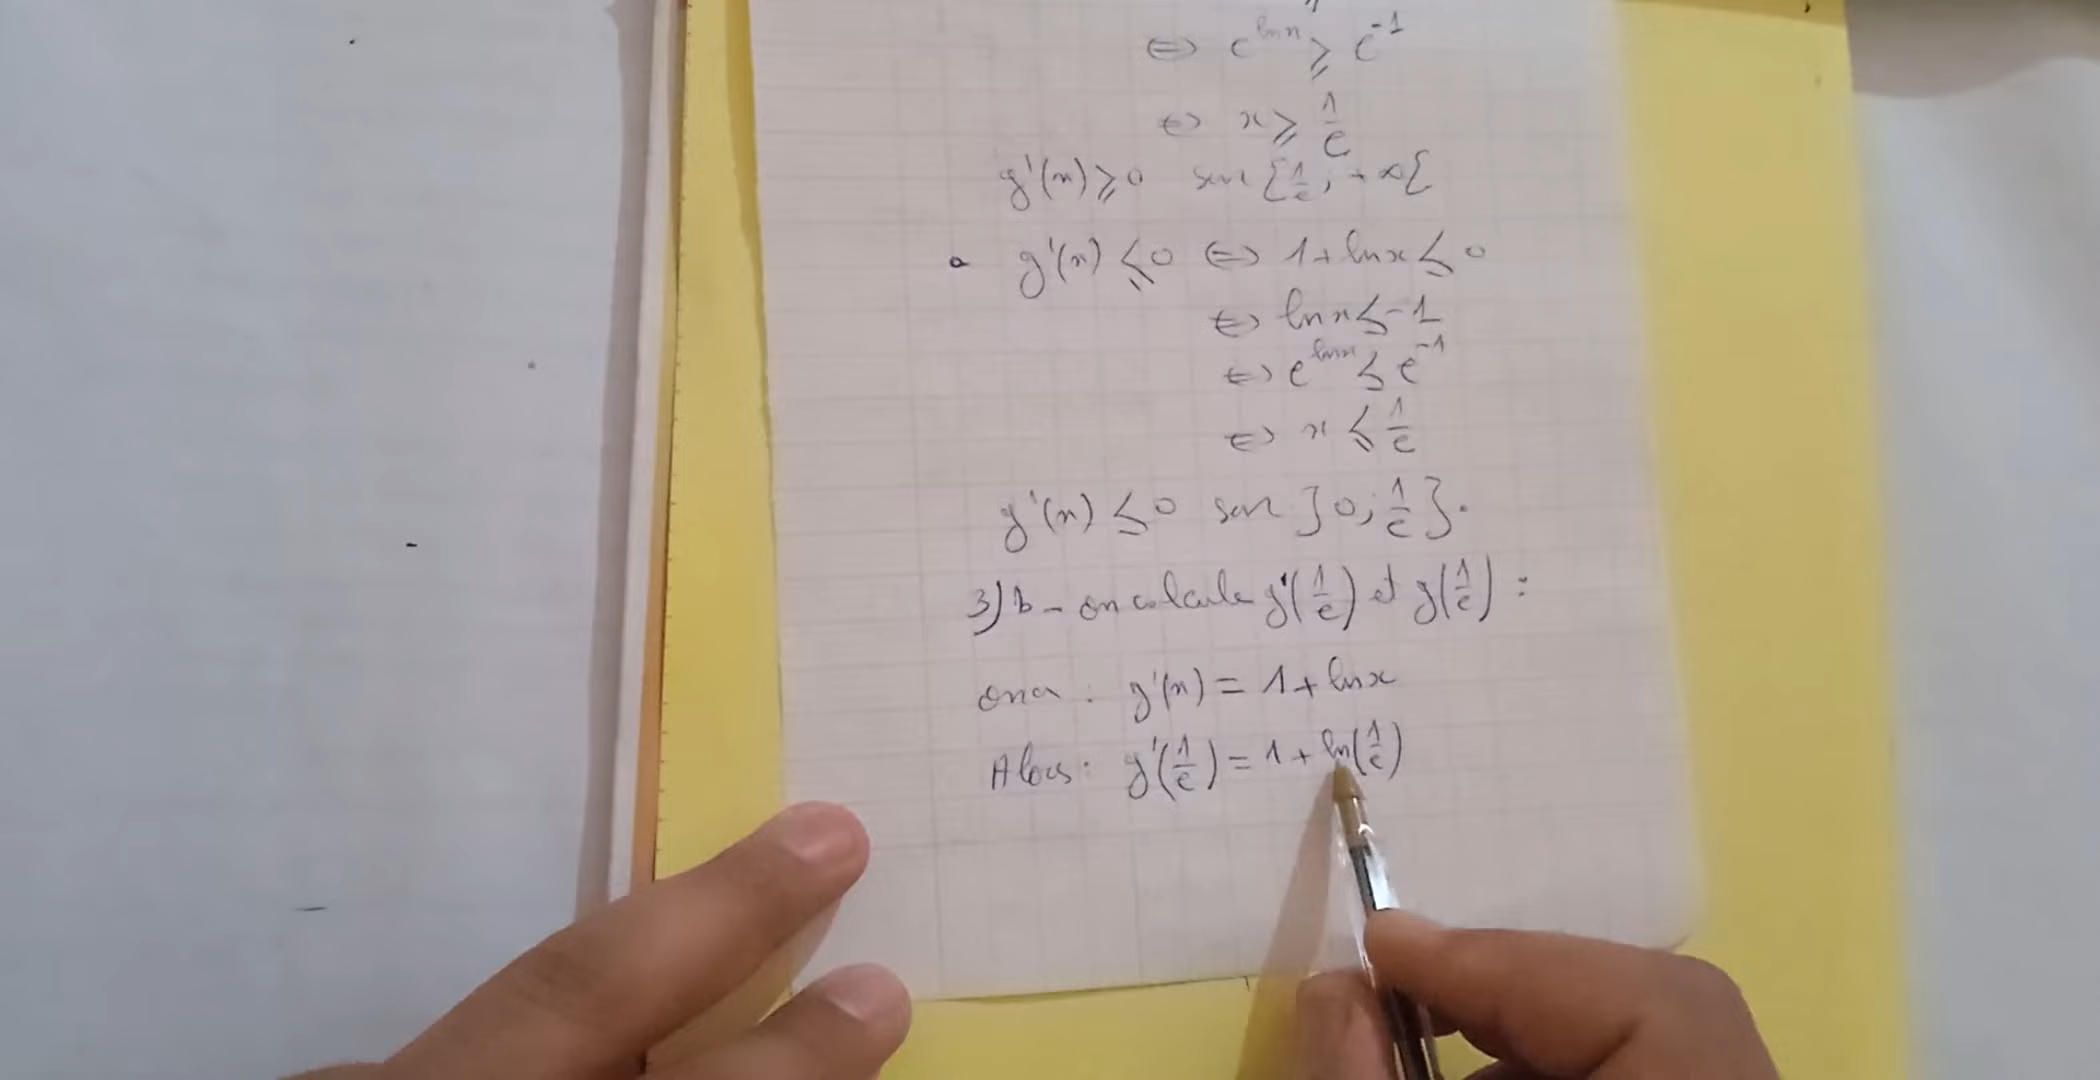 ⇔ e^{ln x} ⩾ e^{-1}
⇔ x ⩾ 1/e
g'(x) ⩾ 0 sur [1/e ; +∞[
• g'(x) ⩽ 0 ⇔ 1 + ln x ⩽ 0
⇔ ln x ⩽ -1
⇔ e^{ln x} ⩽ e^{-1}
⇔ x ⩽ 1/e
g'(x) ⩽ 0 sur ]0 ; 1/e].
3) b - on calcule g'(1/e) et g(1/e) :
on a : g'(x) = 1 + ln x
Alors : g'(1/e) = 1 + ln(1/e)